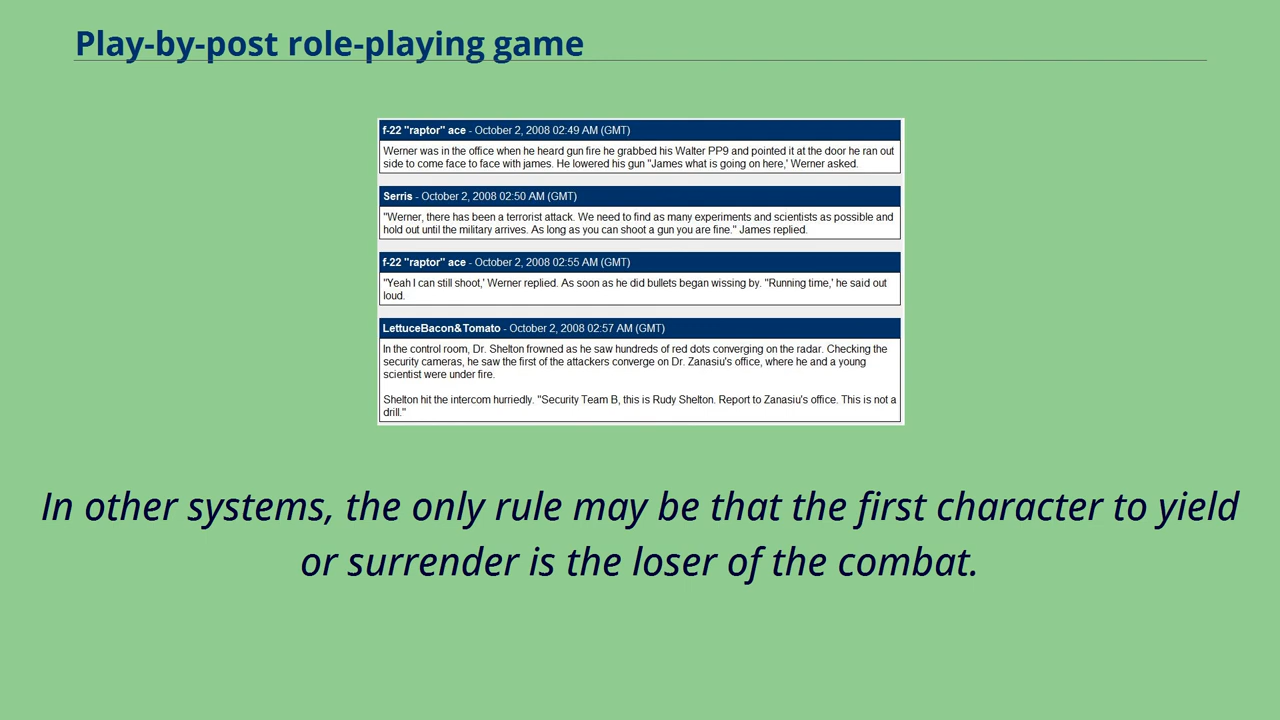 Play-by-post role-playing game
f-22 "raptor" ace - October 2, 2008 02:49 AM (GMT)
Werner was in the office when he heard gun fire he grabbed his Walter PP9 and pointed it at the door he ran out
side to come face to face with james. He lowered his gun "James what is going on here,' Werner asked.
Serris - October 2, 2008 02:50 AM (GMT)
"Werner, there has been a terrorist attack. We need to find as many experiments and scientists as possible and
hold out until the military arrives. As long as you can shoot a gun you are fine." James replied.
f-22 "raptor" ace - October 2, 2008 02:55 AM (GMT)
"Yeah I can still shoot,' Werner replied. As soon as he did bullets began wissing by. "Running time,' he said out
loud.
LettuceBacon&Tomato - October 2, 2008 02:57 AM (GMT)
In the control room, Dr. Shelton frowned as he saw hundreds of red dots converging on the radar. Checking the
security cameras, he saw the first of the attackers converge on Dr. Zanasiu's office, where he and a young
scientist were under fire.
Shelton hit the intercom hurriedly. "Security Team B, this is Rudy Shelton. Report to Zanasiu's office. This is not a
drill."
In other systems, the only rule may be that the first character to yield
or surrender is the loser of the combat.